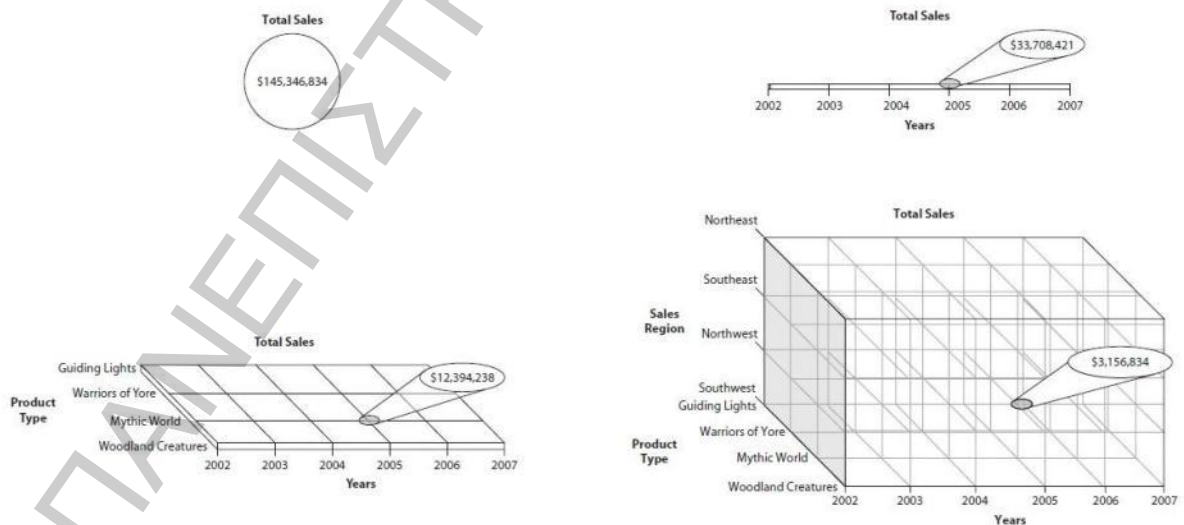 Total Sales
$145,346,834
Total Sales
$33,708,421
2002 2003 2004 2005 2006 2007
Years
Total Sales
Guiding Lights
Warriors of Yore
Mythic World
Woodland Creatures
Product
Type
$12,394,238
2002 2003 2004 2005 2006 2007
Years
Total Sales
Northeast
Southeast
Northwest
Southwest
Sales
Region
Guiding Lights
Warriors of Yore
Mythic World
Woodland Creatures
Product
Type
$3,156,834
2002 2003 2004 2005 2006 2007
Years
ΠΑΝΕΠΙΣΤΗ